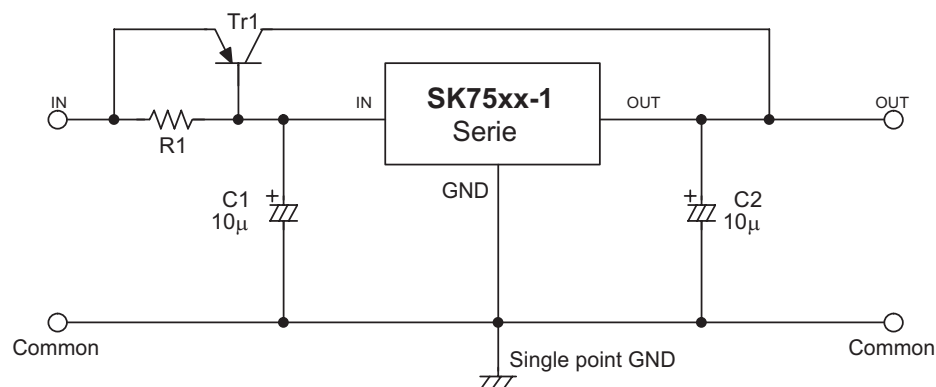 Tr1
IN
R1
IN
SK75xx-1
Serie
OUT
OUT
GND
+
C1
10μ
+
C2
10μ
Common
Single point GND
Common